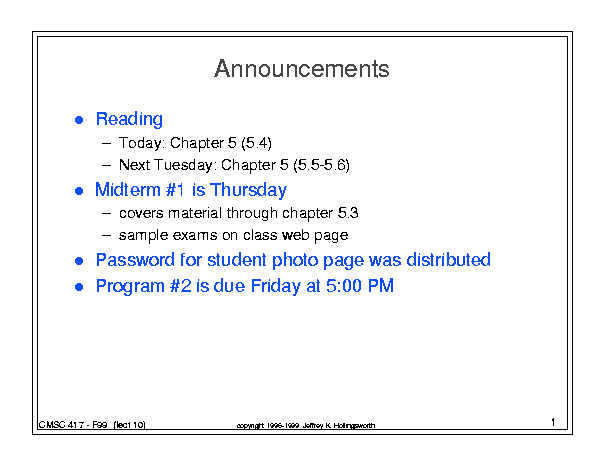 Announcements
● Reading
– Today: Chapter 5 (5.4)
– Next Tuesday: Chapter 5 (5.5-5.6)
● Midterm #1 is Thursday
– covers material through chapter 5.3
– sample exams on class web page
● Password for student photo page was distributed
● Program #2 is due Friday at 5:00 PM
CMSC 417 - F99 (lect 10)
copyright 1996-1999 Jeffrey K. Hollingsworth
1